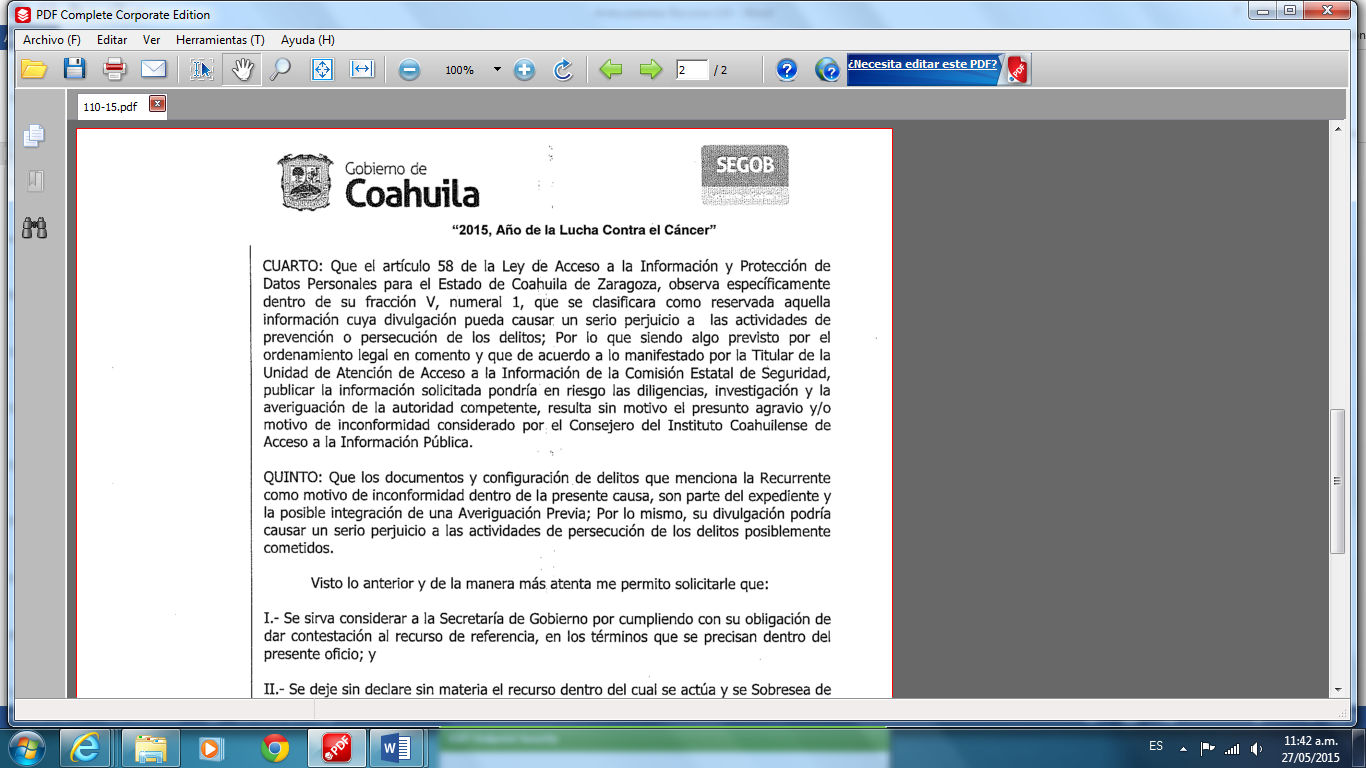 PDF Complete Corporate Edition
Archivo (F) Editar Ver Herramientas (T) Ayuda (H)
100% 2 / 2 ¿Necesita editar este PDF? PDF
110-15.pdf
Gobierno de
Coahuila
SEGOB
“2015, Año de la Lucha Contra el Cáncer”
CUARTO: Que el artículo 58 de la Ley de Acceso a la Información y Protección de
Datos Personales para el Estado de Coahuila de Zaragoza, observa específicamente
dentro de su fracción V, numeral 1, que se clasificara como reservada aquella
información cuya divulgación pueda causar un serio perjuicio a las actividades de
prevención o persecución de los delitos; Por lo que siendo algo previsto por el
ordenamiento legal en comento y que de acuerdo a lo manifestado por la Titular de la
Unidad de Atención de Acceso a la Información de la Comisión Estatal de Seguridad,
publicar la información solicitada pondría en riesgo las diligencias, investigación y la
averiguación de la autoridad competente, resulta sin motivo el presunto agravio y/o
motivo de inconformidad considerado por el Consejero del Instituto Coahuilense de
Acceso a la Información Pública.
QUINTO: Que los documentos y configuración de delitos que menciona la Recurrente
como motivo de inconformidad dentro de la presente causa, son parte del expediente y
la posible integración de una Averiguación Previa; Por lo mismo, su divulgación podría
causar un serio perjuicio a las actividades de persecución de los delitos posiblemente
cometidos.
Visto lo anterior y de la manera más atenta me permito solicitarle que:
I.- Se sirva considerar a la Secretaría de Gobierno por cumpliendo con su obligación de
dar contestación al recurso de referencia, en los términos que se precisan dentro del
presente oficio; y
II.- Se deje sin declare sin materia el recurso dentro del cual se actúa y se Sobresea de
PDF
ES 11:42 a.m.
27/05/2015